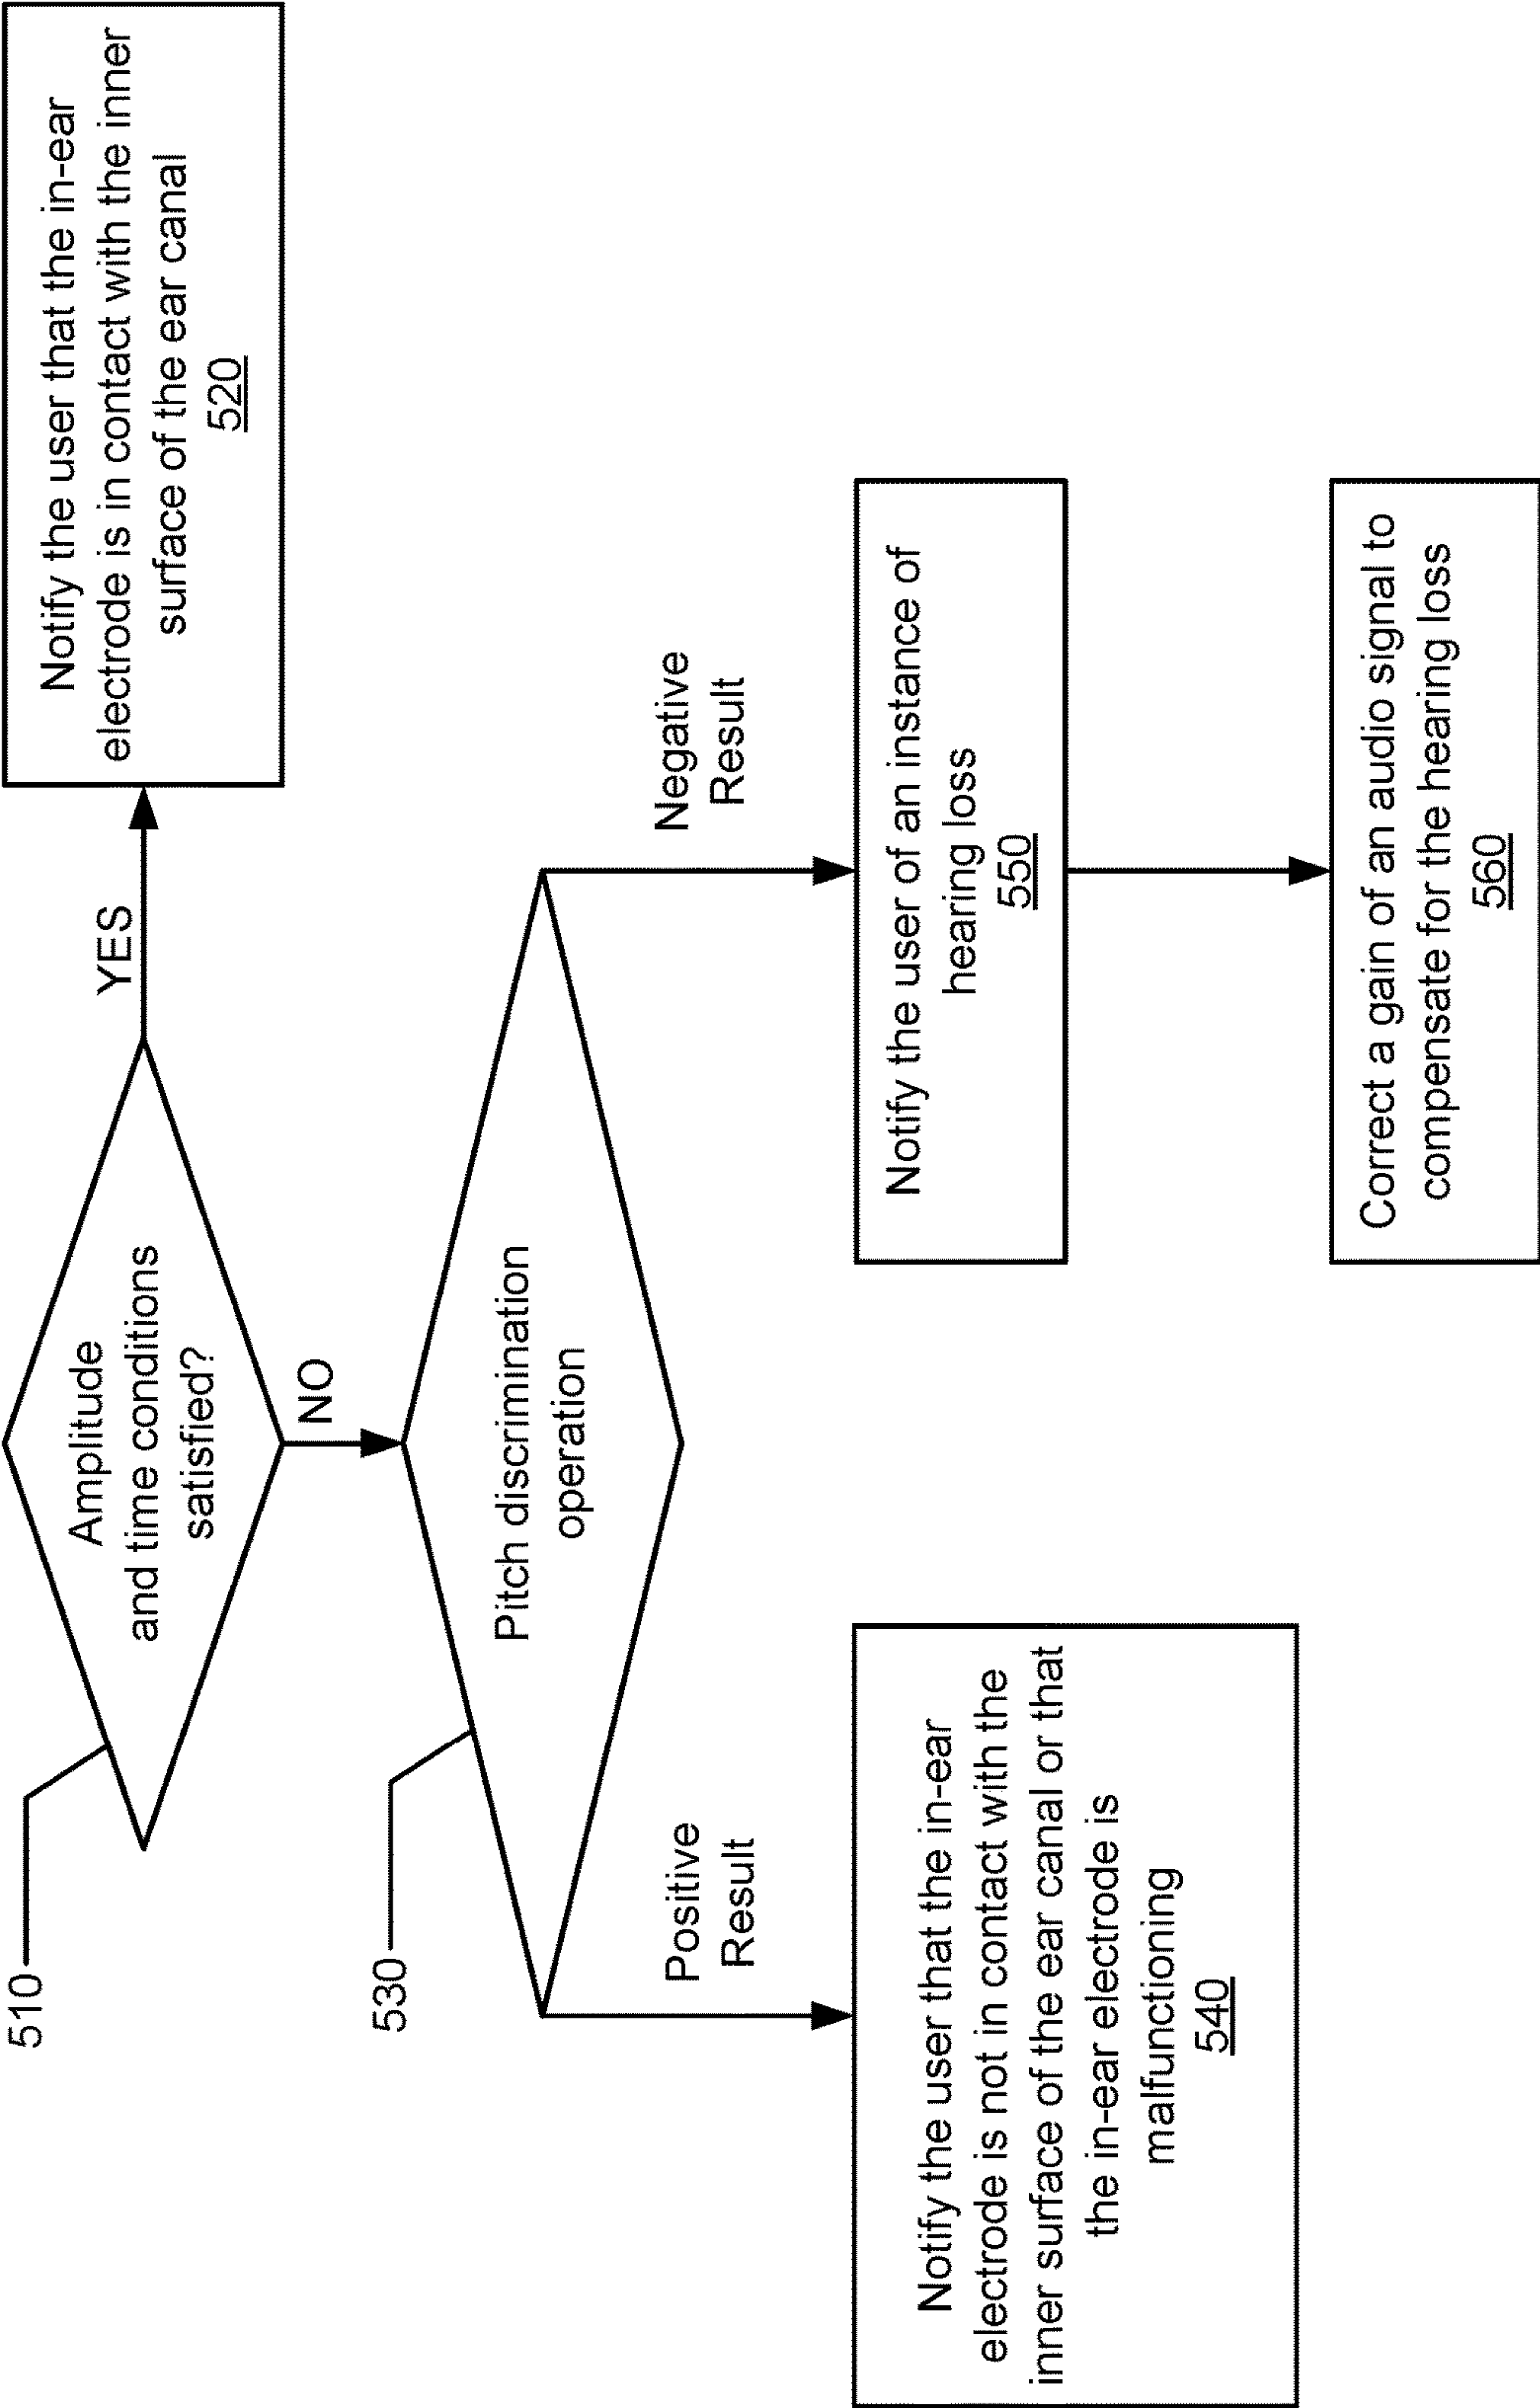 510
Amplitude
and time conditions
satisfied?
YES
Notify the user that the in-ear
electrode is in contact with the inner
surface of the ear canal
520
NO
530
Pitch discrimination
operation
Positive
Result
Negative
Result
Notify the user that the in-ear
electrode is not in contact with the
inner surface of the ear canal or that
the in-ear electrode is
malfunctioning
540
Notify the user of an instance of
hearing loss
550
Correct a gain of an audio signal to
compensate for the hearing loss
560